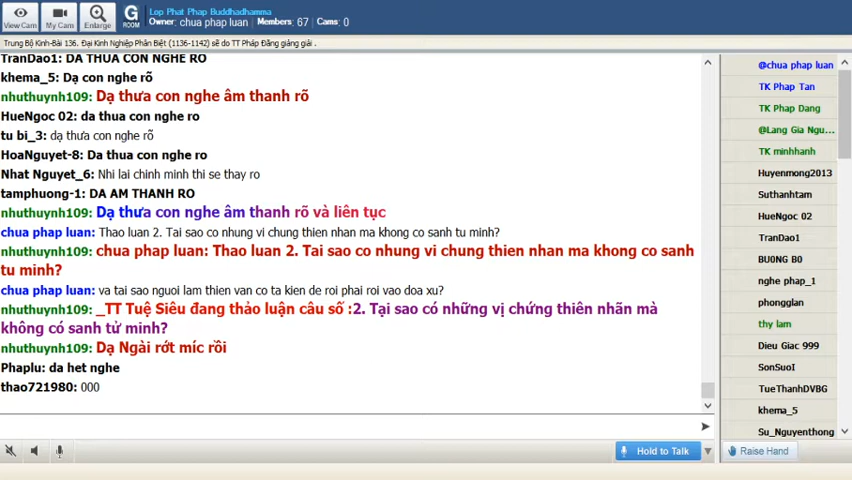 View Cam
My Cam
Enlarge
G
ROOM
Lop Phat Phap Buddhadhamma
Owner: chua phap luan Members: 67 Cams: 0
Trung Bộ Kinh-Bài 136. Đại Kinh Nghiệp Phân Biệt (1136-1142) sẽ do TT Pháp Đăng giảng giải .
TranDao1: DA THUA CON NGHE RO
khema_5: Dạ con nghe rõ
nhuthuynh109: Dạ thưa con nghe âm thanh rõ
HueNgoc 02: da thua con nghe ro
tu bi_3: dạ thưa con nghe rõ
HoaNguyet-8: Da thua con nghe ro
Nhat Nguyet_6: Nhi lai chinh minh thi se thay ro
tamphuong-1: DA AM THANH RO
nhuthuynh109: Dạ thưa con nghe âm thanh rõ và liên tục
chua phap luan: Thao luan 2. Tai sao co nhung vi chung thien nhan ma khong co sanh tu minh?
nhuthuynh109: chua phap luan: Thao luan 2. Tai sao co nhung vi chung thien nhan ma khong co sanh
tu minh?
chua phap luan: va tai sao nguoi lam thien van co ta kien de roi phai roi vao doa xu?
nhuthuynh109: _TT Tuệ Siêu đang thảo luận câu số :2. Tại sao có những vị chứng thiên nhãn mà
không có sanh tử minh?
nhuthuynh109: Dạ Ngài rớt míc rồi
Phaplu: da het nghe
thao721980: 000
Hold to Talk
@chua phap luan
TK Phap Tan
TK Phap Dang
@Lang Gia Ngu...
TK minhhanh
Huyenmong2013
Suthanhtam
HueNgoc 02
TranDao1
BU0NG B0
nghe phap_1
phongglan
thy lam
Dieu Giac 999
SonSuoI
TueThanhDVBG
khema_5
Su_Nguyenthong
Raise Hand